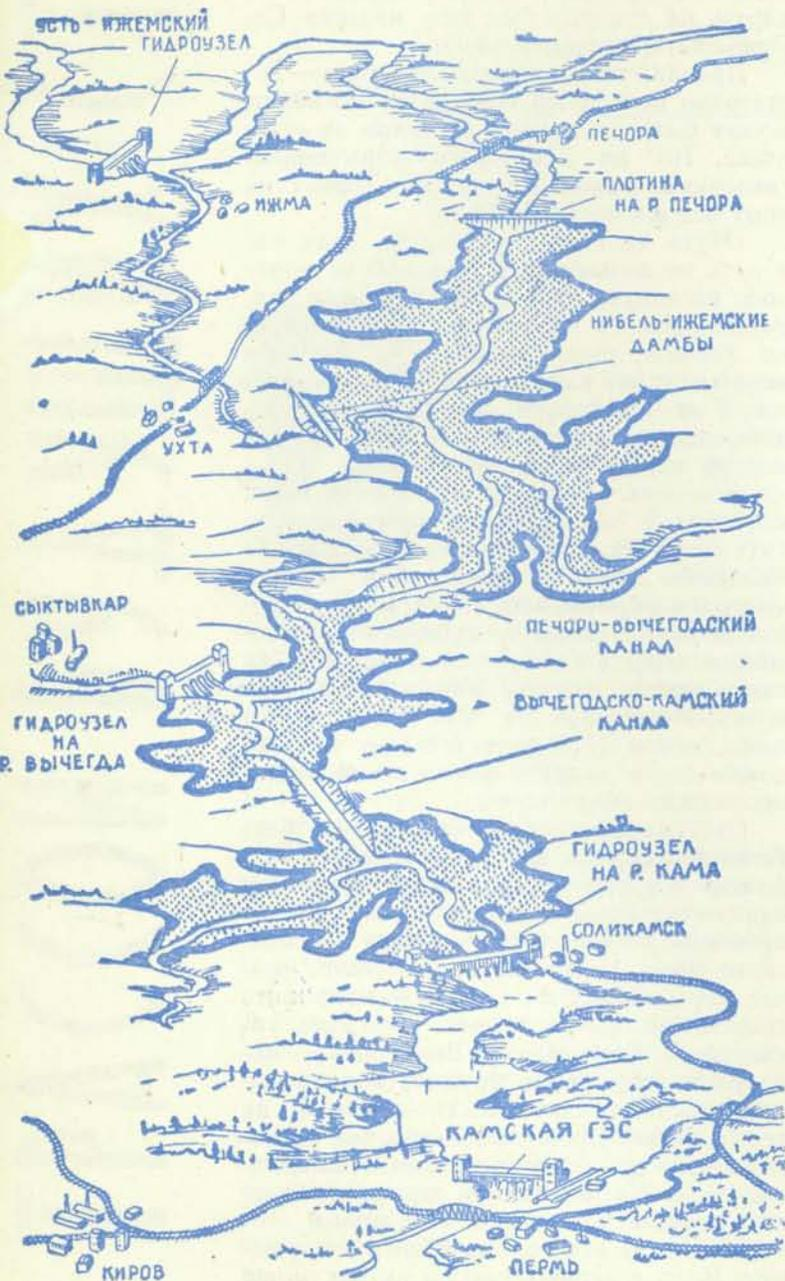 УСТЬ-ИЖЕМСКИЙ
ГИДРОУЗЕЛ
ПЕЧОРА
ПЛОТИНА
НА Р. ПЕЧОРА
ИЖМА
НИБЕЛЬ-ИЖЕМСКИЕ
ДАМБЫ
УХТА
СЫКТЫВКАР
ПЕЧОРО-ВЫЧЕГОДСКИЙ
КАНАЛ
ВЫЧЕГОДСКО-КАМСКИЙ
КАНАЛ
ГИДРОУЗЕЛ
НА
Р. ВЫЧЕГДА
ГИДРОУЗЕЛ
НА Р. КАМА
СОЛИКАМСК
КАМСКАЯ ГЭС
КИРОВ
ПЕРМЬ